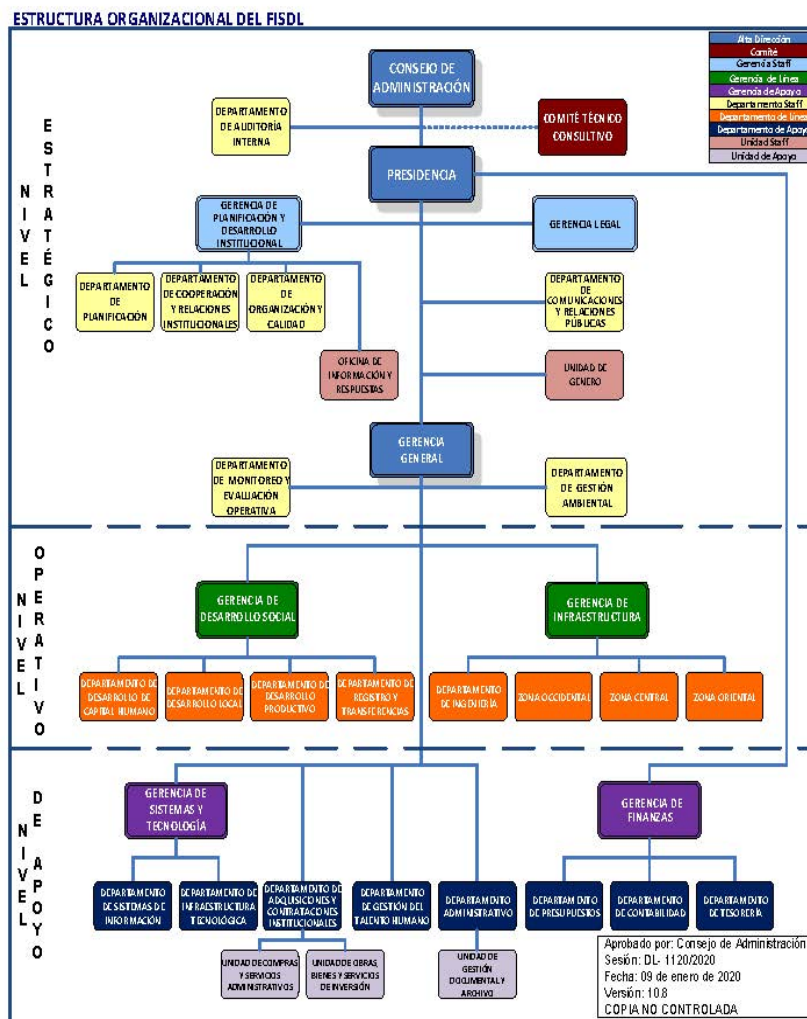 ESTRUCTURA ORGANIZACIONAL DEL FISDL
Alta Dirección
Comité
Gerencia Staff
Gerencia de Línea
Gerencia de Apoyo
Departamento Staff
Departamento de Línea
Departamento de Apoyo
Unidad Staff
Unidad de Apoyo
NIVEL
ESTRATÉGICO
CONSEJO DE
ADMINISTRACIÓN
DEPARTAMENTO
DE AUDITORÍA
INTERNA
COMITÉ TÉCNICO
CONSULTIVO
PRESIDENCIA
GERENCIA DE
PLANIFICACIÓN Y
DESARROLLO
INSTITUCIONAL
GERENCIA LEGAL
DEPARTAMENTO
DE
PLANIFICACIÓN
DEPARTAMENTO
DE COOPERACIÓN
Y RELACIONES
INSTITUCIONALES
DEPARTAMENTO
DE
ORGANIZACIÓN Y
CALIDAD
DEPARTAMENTO
DE
COMUNICACIONES
Y RELACIONES
PÚBLICAS
OFICINA DE
INFORMACIÓN Y
RESPUESTAS
UNIDAD DE
GENERO
GERENCIA
GENERAL
DEPARTAMENTO
DE MONITOREO Y
EVALUACIÓN
OPERATIVA
DEPARTAMENTO
DE GESTIÓN
AMBIENTAL
NIVEL
OPERATIVO
GERENCIA DE
DESARROLLO SOCIAL
GERENCIA DE
INFRAESTRUCTURA
DEPARTAMENTO DE
DESARROLLO DE
CAPITAL HUMANO
DEPARTAMENTO DE
DESARROLLO LOCAL
DEPARTAMENTO DE
DESARROLLO
PRODUCTIVO
DEPARTAMENTO DE
REGISTRO Y
TRANSFERENCIAS
DEPARTAMENTO
DE INGENIERÍA
ZONA OCCIDENTAL
ZONA CENTRAL
ZONA ORIENTAL
NIVEL
DE APOYO
GERENCIA DE
SISTEMAS Y
TECNOLOGÍA
GERENCIA DE
FINANZAS
DEPARTAMENTO
DE SISTEMAS DE
INFORMACIÓN
DEPARTAMENTO DE
INFRAESTRUCTURA
TECNOLÓGICA
DEPARTAMENTO DE
ADQUISICIONES Y
CONTRATACIONES
INSTITUCIONALES
DEPARTAMENTO
DE GESTIÓN DEL
TALENTO HUMANO
DEPARTAMENTO
ADMINISTRATIVO
DEPARTAMENTO
DE PRESUPUESTOS
DEPARTAMENTO
DE CONTABILIDAD
DEPARTAMENTO
DE TESORERÍA
UNIDAD DE COMPRAS
Y SERVICIOS
ADMINISTRATIVOS
UNIDAD DE OBRAS,
BIENES Y SERVICIOS
DE INVERSIÓN
UNIDAD DE
GESTIÓN
DOCUMENTAL Y
ARCHIVO
Aprobado por: Consejo de Administración
Sesión: DL- 1120/2020
Fecha: 09 de enero de 2020
Versión: 10.8
COPIA NO CONTROLADA